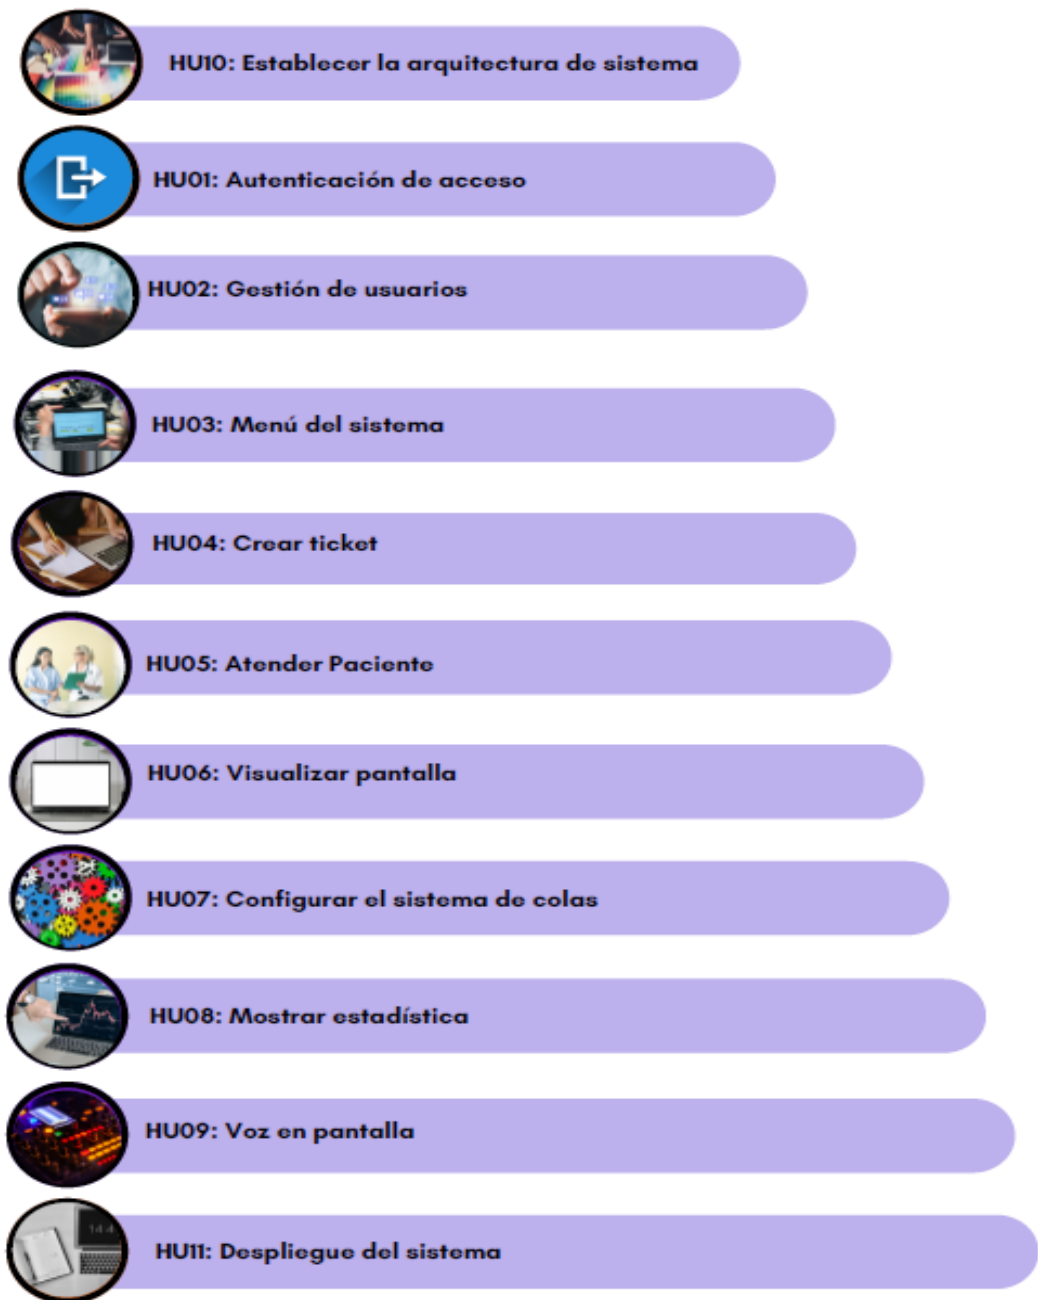 HU10: Establecer la arquitectura de sistema
HU01: Autenticación de acceso
HU02: Gestión de usuarios
HU03: Menú del sistema
HU04: Crear ticket
HU05: Atender Paciente
HU06: Visualizar pantalla
HU07: Configurar el sistema de colas
HU08: Mostrar estadística
HU09: Voz en pantalla
HU11: Despliegue del sistema